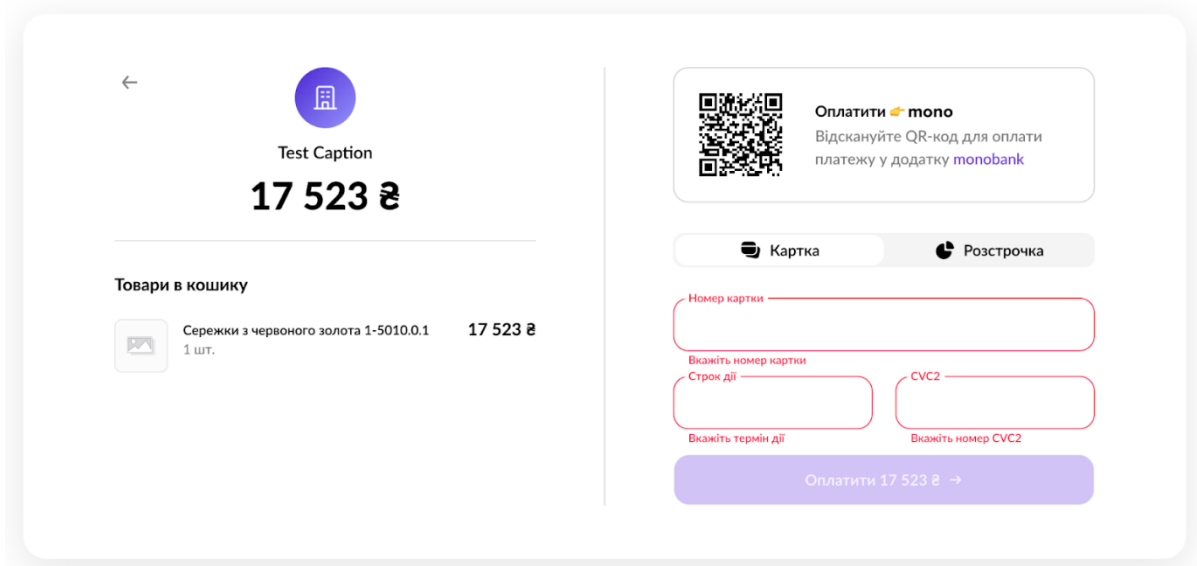 Test Caption
17 523 ₴
Товари в кошику
Сережки з червоного золота 1-5010.0.1
17 523 ₴
1 шт.
Оплатити 👉 mono
Відскануйте QR-код для оплати
платежу у додатку monobank
Картка
Розстрочка
Номер картки
Вкажіть номер картки
Строк дії
CVC2
Вкажіть термін дії
Вкажіть номер CVC2
Оплатити 17 523 ₴ →